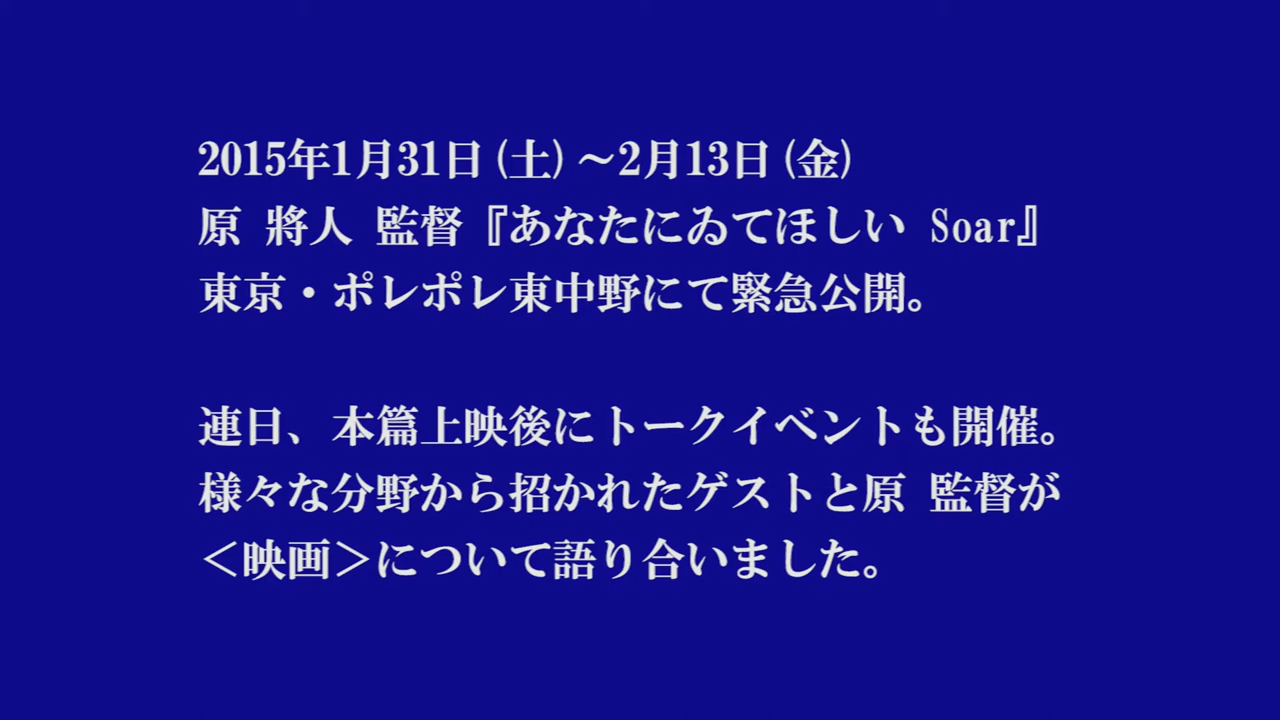 2015年1月31日(土)〜2月13日(金)
原 將人 監督『あなたにゐてほしい Soar』
東京・ポレポレ東中野にて緊急公開。
連日、本篇上映後にトークイベントも開催。
様々な分野から招かれたゲストと原 監督が
＜映画＞について語り合いました。